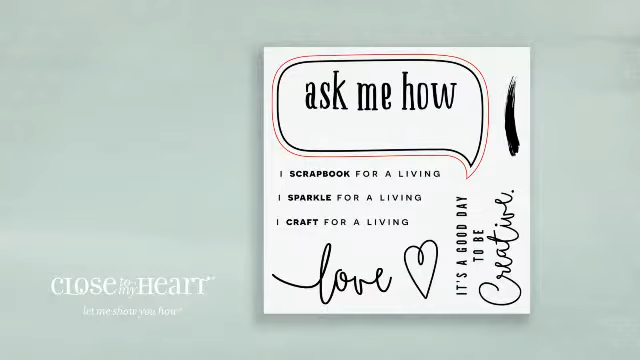 ask me how
I SCRAPBOOK FOR A LIVING
I SPARKLE FOR A LIVING
I CRAFT FOR A LIVING
love
IT'S A GOOD DAY
TO BE
Creative.
CLOSE to my HEART™
let me show you how®